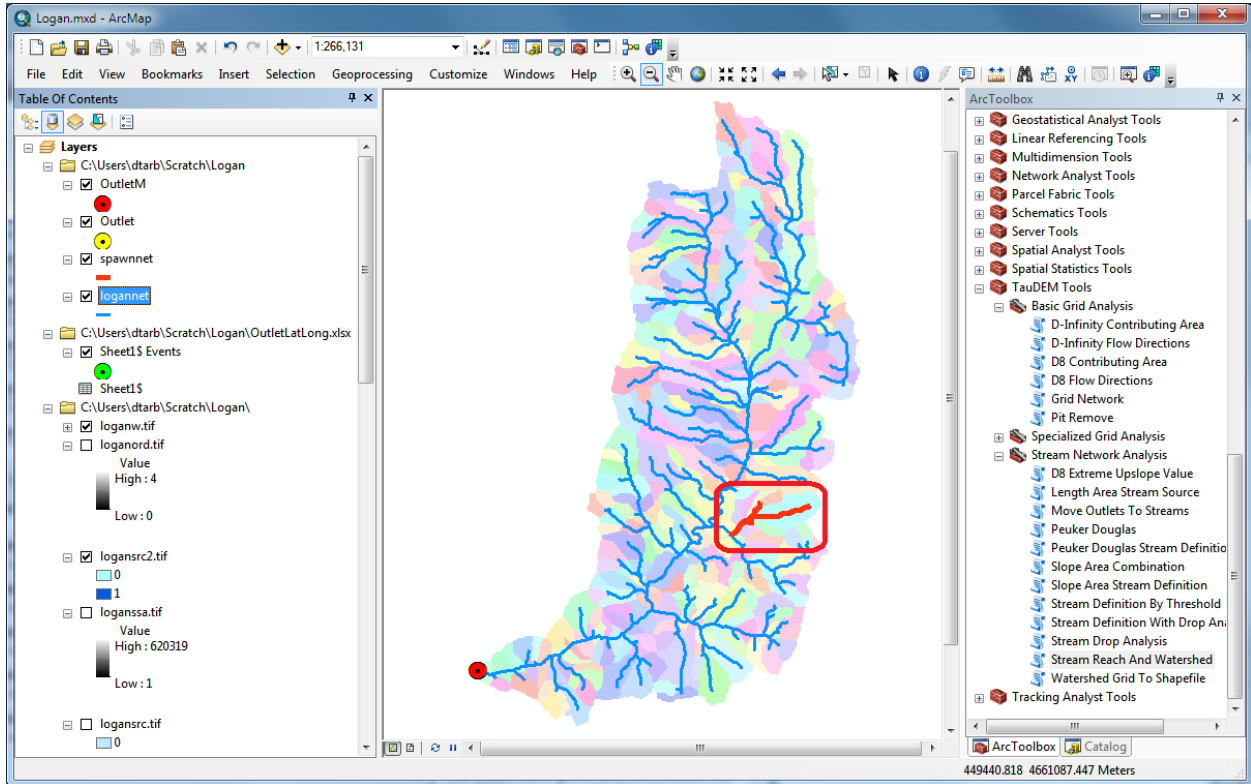 Logan.mxd - ArcMap
1:266,131
File Edit View Bookmarks Insert Selection Geoprocessing Customize Windows Help
Table Of Contents
Layers
C:\Users\dtarb\Scratch\Logan
OutletM
Outlet
spawnnet
logannet
C:\Users\dtarb\Scratch\Logan\OutletLatLong.xlsx
Sheet1$ Events
Sheet1$
C:\Users\dtarb\Scratch\Logan\
loganw.tif
loganord.tif
Value
High : 4
Low : 0
logansrc2.tif
0
1
loganssa.tif
Value
High : 620319
Low : 1
logansrc.tif
0
ArcToolbox
Geostatistical Analyst Tools
Linear Referencing Tools
Multidimension Tools
Network Analyst Tools
Parcel Fabric Tools
Schematics Tools
Server Tools
Spatial Analyst Tools
Spatial Statistics Tools
TauDEM Tools
Basic Grid Analysis
D-Infinity Contributing Area
D-Infinity Flow Directions
D8 Contributing Area
D8 Flow Directions
Grid Network
Pit Remove
Specialized Grid Analysis
Stream Network Analysis
D8 Extreme Upslope Value
Length Area Stream Source
Move Outlets To Streams
Peuker Douglas
Peuker Douglas Stream Definitio
Slope Area Combination
Slope Area Stream Definition
Stream Definition By Threshold
Stream Definition With Drop An
Stream Drop Analysis
Stream Reach And Watershed
Watershed Grid To Shapefile
Tracking Analyst Tools
ArcToolbox Catalog
449440.818 4661087.447 Meters